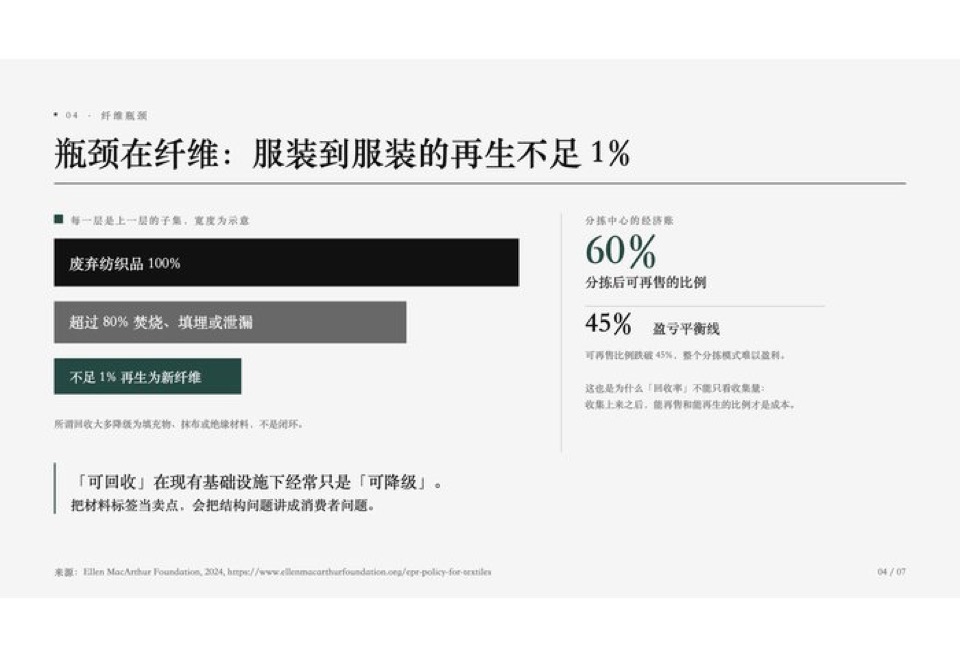 04 · 纤维瓶颈
瓶颈在纤维：服装到服装的再生不足 1%
每一层是上一层的子集，宽度为示意
废弃纺织品 100%
超过 80% 焚烧、填埋或泄漏
不足 1% 再生为新纤维
所谓回收大多降级为填充物、抹布或绝缘材料，不是闭环。
「可回收」在现有基础设施下经常只是「可降级」。
把材料标签当卖点，会把结构问题讲成消费者问题。
分拣中心的经济账
60%
分拣后可再售的比例
45% 盈亏平衡线
可再售比例跌破 45%，整个分拣模式难以盈利。
这也是为什么「回收率」不能只看收集量：
收集上来之后，能再售和能再生的比例才是成本。
来源：Ellen MacArthur Foundation, 2024, https://www.ellenmacarthurfoundation.org/epr-policy-for-textiles
04 / 07